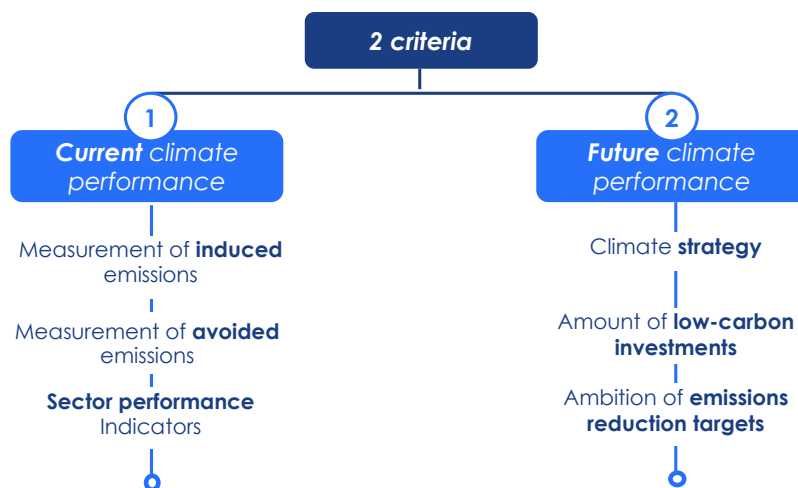 2 criteria
1
Current climate
performance
Measurement of induced
emissions
Measurement of avoided
emissions
Sector performance
Indicators
2
Future climate
performance
Climate strategy
Amount of low-carbon
investments
Ambition of emissions
reduction targets